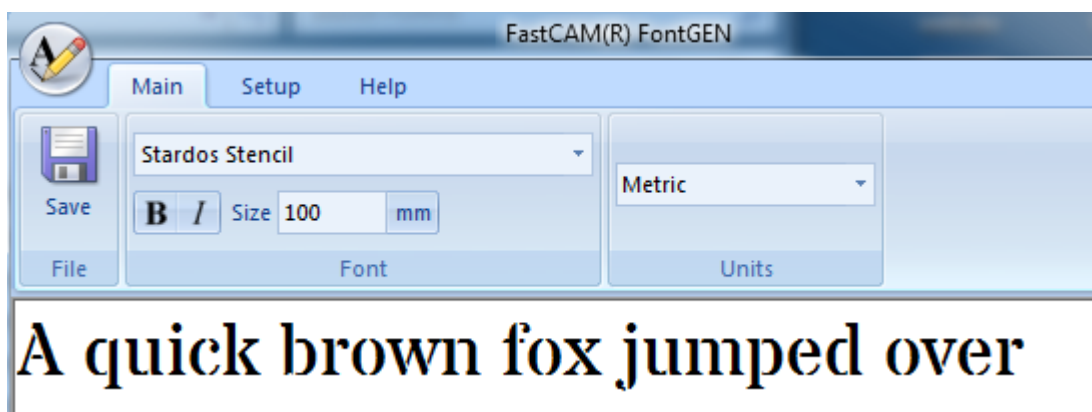 FastCAM(R) FontGEN
Main Setup Help
Stardos Stencil
Metric
Save B I Size 100 mm
File Font Units
A quick brown fox jumped over